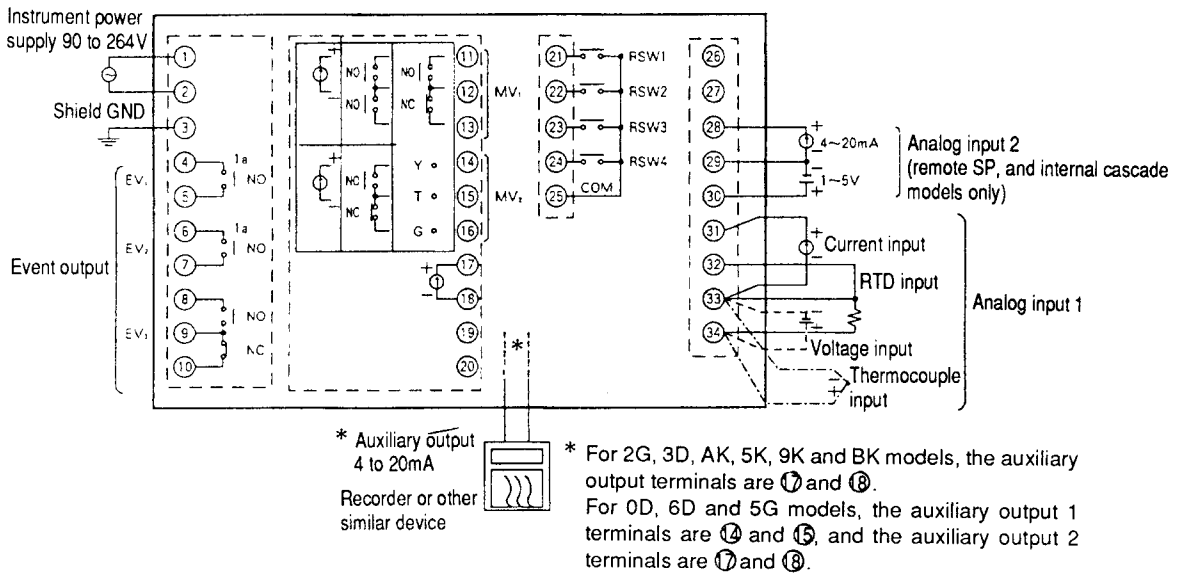 Instrument power
supply 90 to 264V
Shield GND
Event output
1
2
3
4
5
6
7
8
9
10
EV₁
EV₂
EV₃
1a
NO
1a
NO
NO
NC
+
−
NO
NO
NO
NC
+
−
NO
NC
Y
T
G
11
12
13
14
15
16
17
18
19
20
+
−
MV₁
MV₂
21
22
23
24
25
RSW1
RSW2
RSW3
RSW4
COM
26
27
28
29
30
31
32
33
34
+
4~20mA
−
−
1~5V
+
Analog input 2
(remote SP, and internal cascade
models only)
+
Current input
−
RTD input
Analog input 1
−
+
Voltage input
−
Thermocouple
+
input
*
* Auxiliary output
4 to 20mA
Recorder or other
similar device
* For 2G, 3D, AK, 5K, 9K and BK models, the auxiliary
output terminals are ⑰ and ⑱.
For 0D, 6D and 5G models, the auxiliary output 1
terminals are ⑭ and ⑮, and the auxiliary output 2
terminals are ⑰ and ⑱.